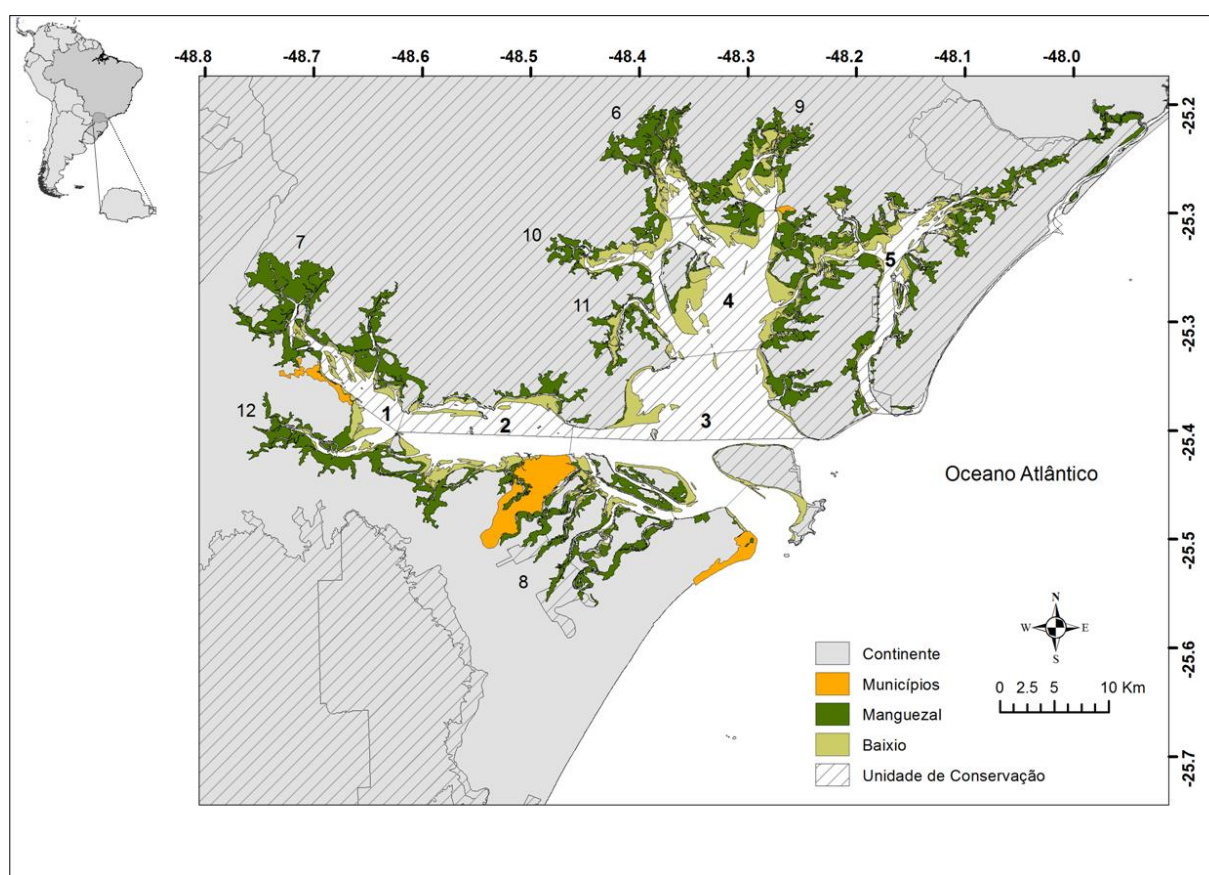 -48.8 -48.7 -48.6 -48.5 -48.4 -48.3 -48.2 -48.1 -48.0
-25.2
6 9
-25.3
7 10 5
11 4
-25.3
12 1 2 3
-25.4
Oceano Atlântico
8
-25.5
N
W E
S
-25.6
Continente
Municípios
0 2.5 5 10 Km
Manguezal
Baixio
-25.7
Unidade de Conservação